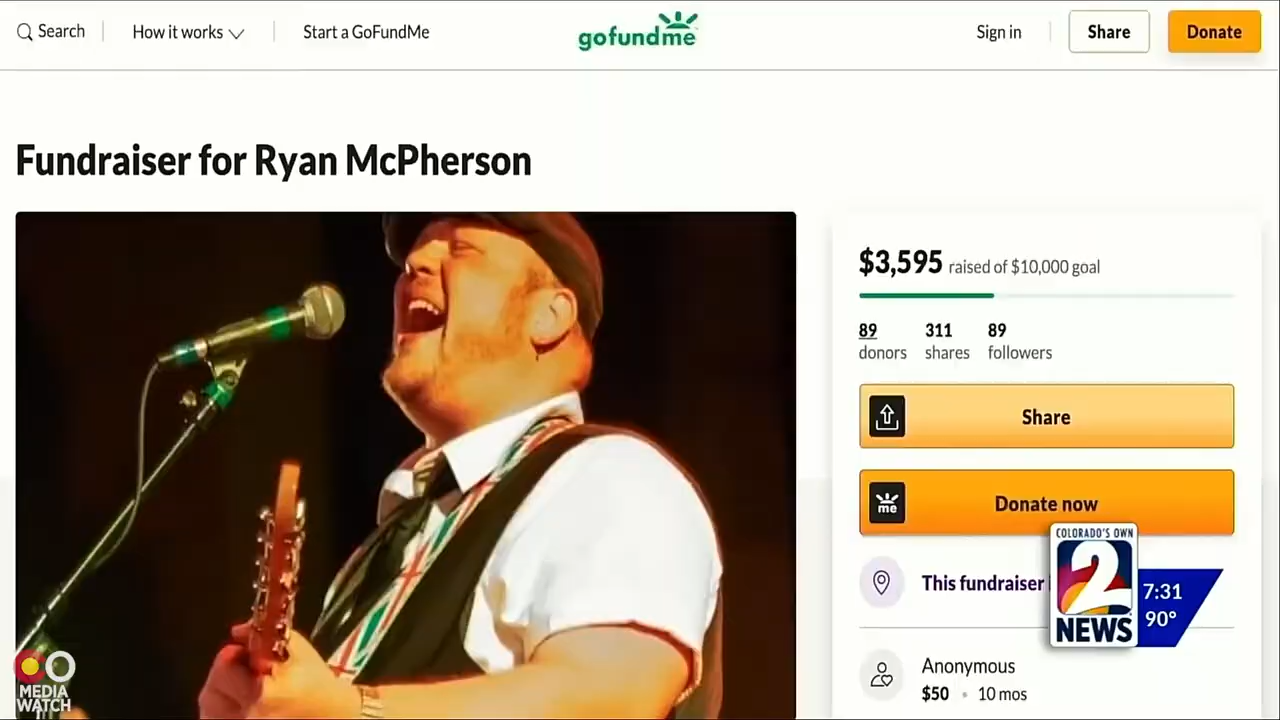 Search
How it works
Start a GoFundMe
gofundme
Sign in
Share
Donate
Fundraiser for Ryan McPherson
$3,595 raised of $10,000 goal
89 donors
311 shares
89 followers
Share
me
Donate now
This fundraiser
COLORADO'S OWN
2
NEWS
7:31
90°
Anonymous
$50 • 10 mos
CO
MEDIA
WATCH